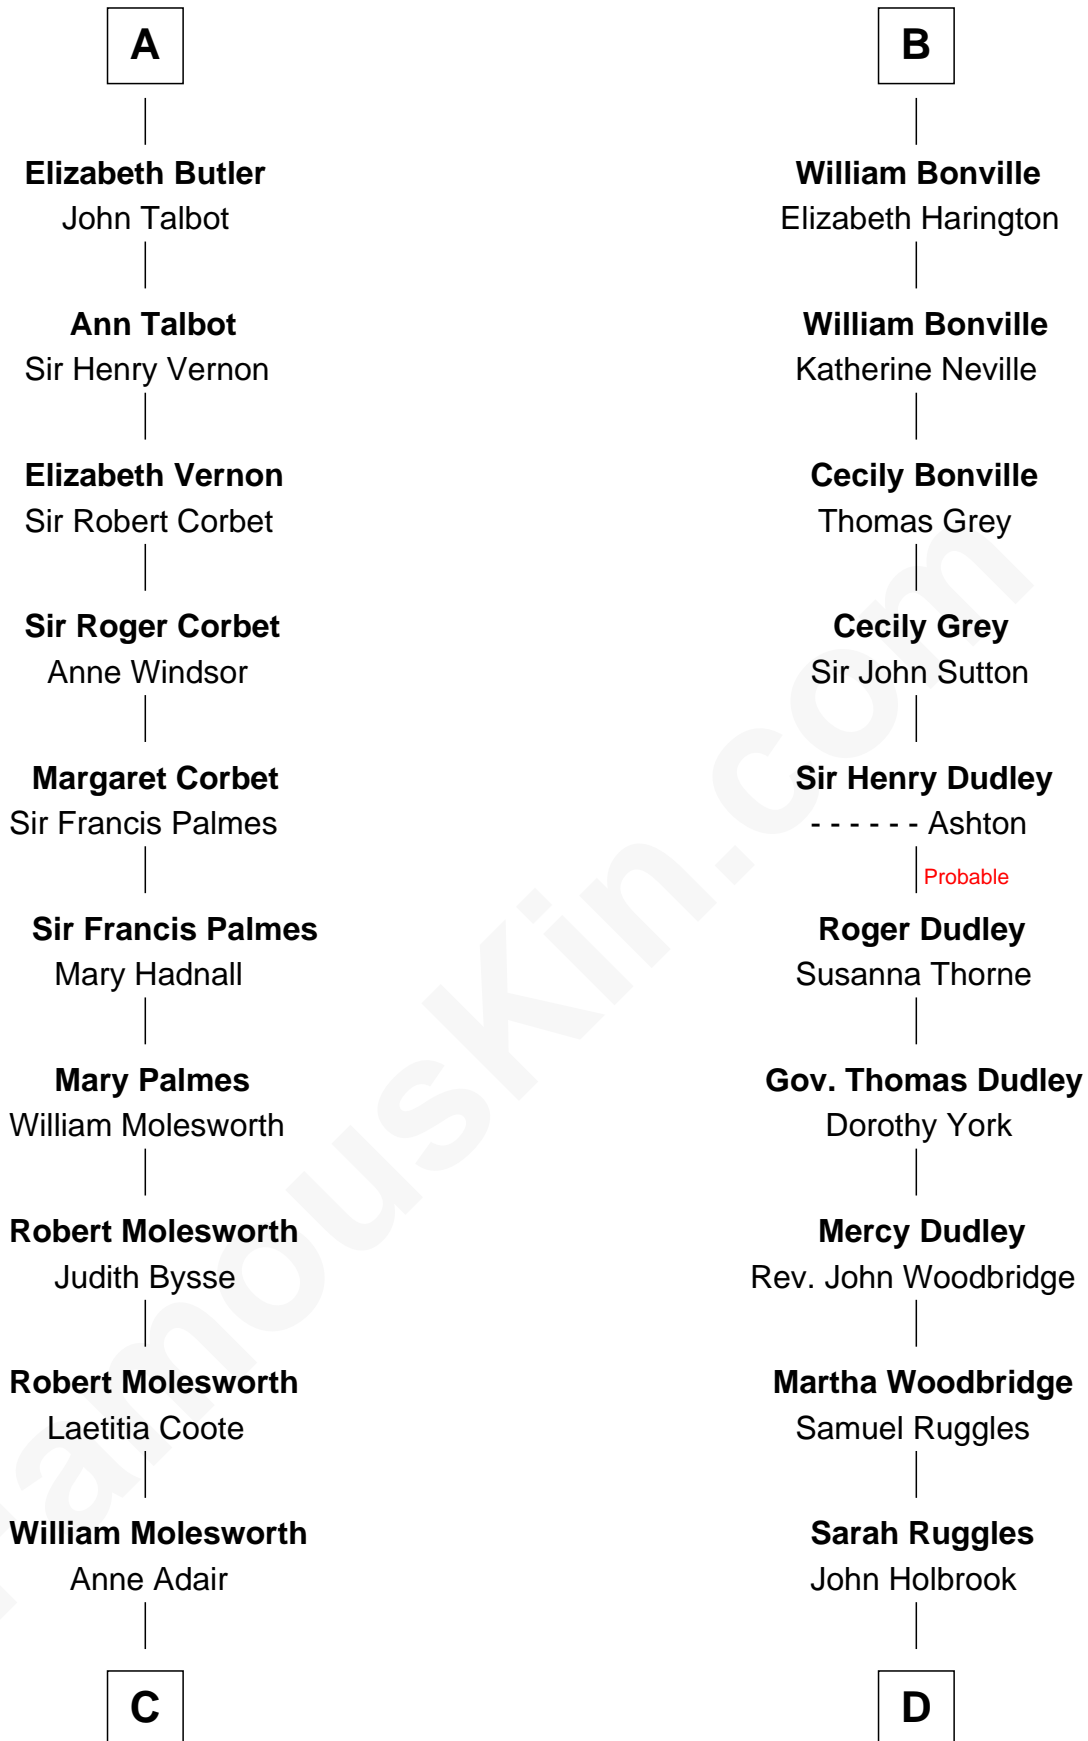 A
Elizabeth Butler
John Talbot
Ann Talbot
Sir Henry Vernon
Elizabeth Vernon
Sir Robert Corbet
Sir Roger Corbet
Anne Windsor
Margaret Corbet
Sir Francis Palmes
Sir Francis Palmes
Mary Hadnall
Mary Palmes
William Molesworth
Robert Molesworth
Judith Bysse
Robert Molesworth
Laetitia Coote
William Molesworth
Anne Adair
C
B
William Bonville
Elizabeth Harington
William Bonville
Katherine Neville
Cecily Bonville
Thomas Grey
Cecily Grey
Sir John Sutton
Sir Henry Dudley
- - - - - - Ashton
Probable
Roger Dudley
Susanna Thorne
Gov. Thomas Dudley
Dorothy York
Mercy Dudley
Rev. John Woodbridge
Martha Woodbridge
Samuel Ruggles
Sarah Ruggles
John Holbrook
D
FamousKin.com